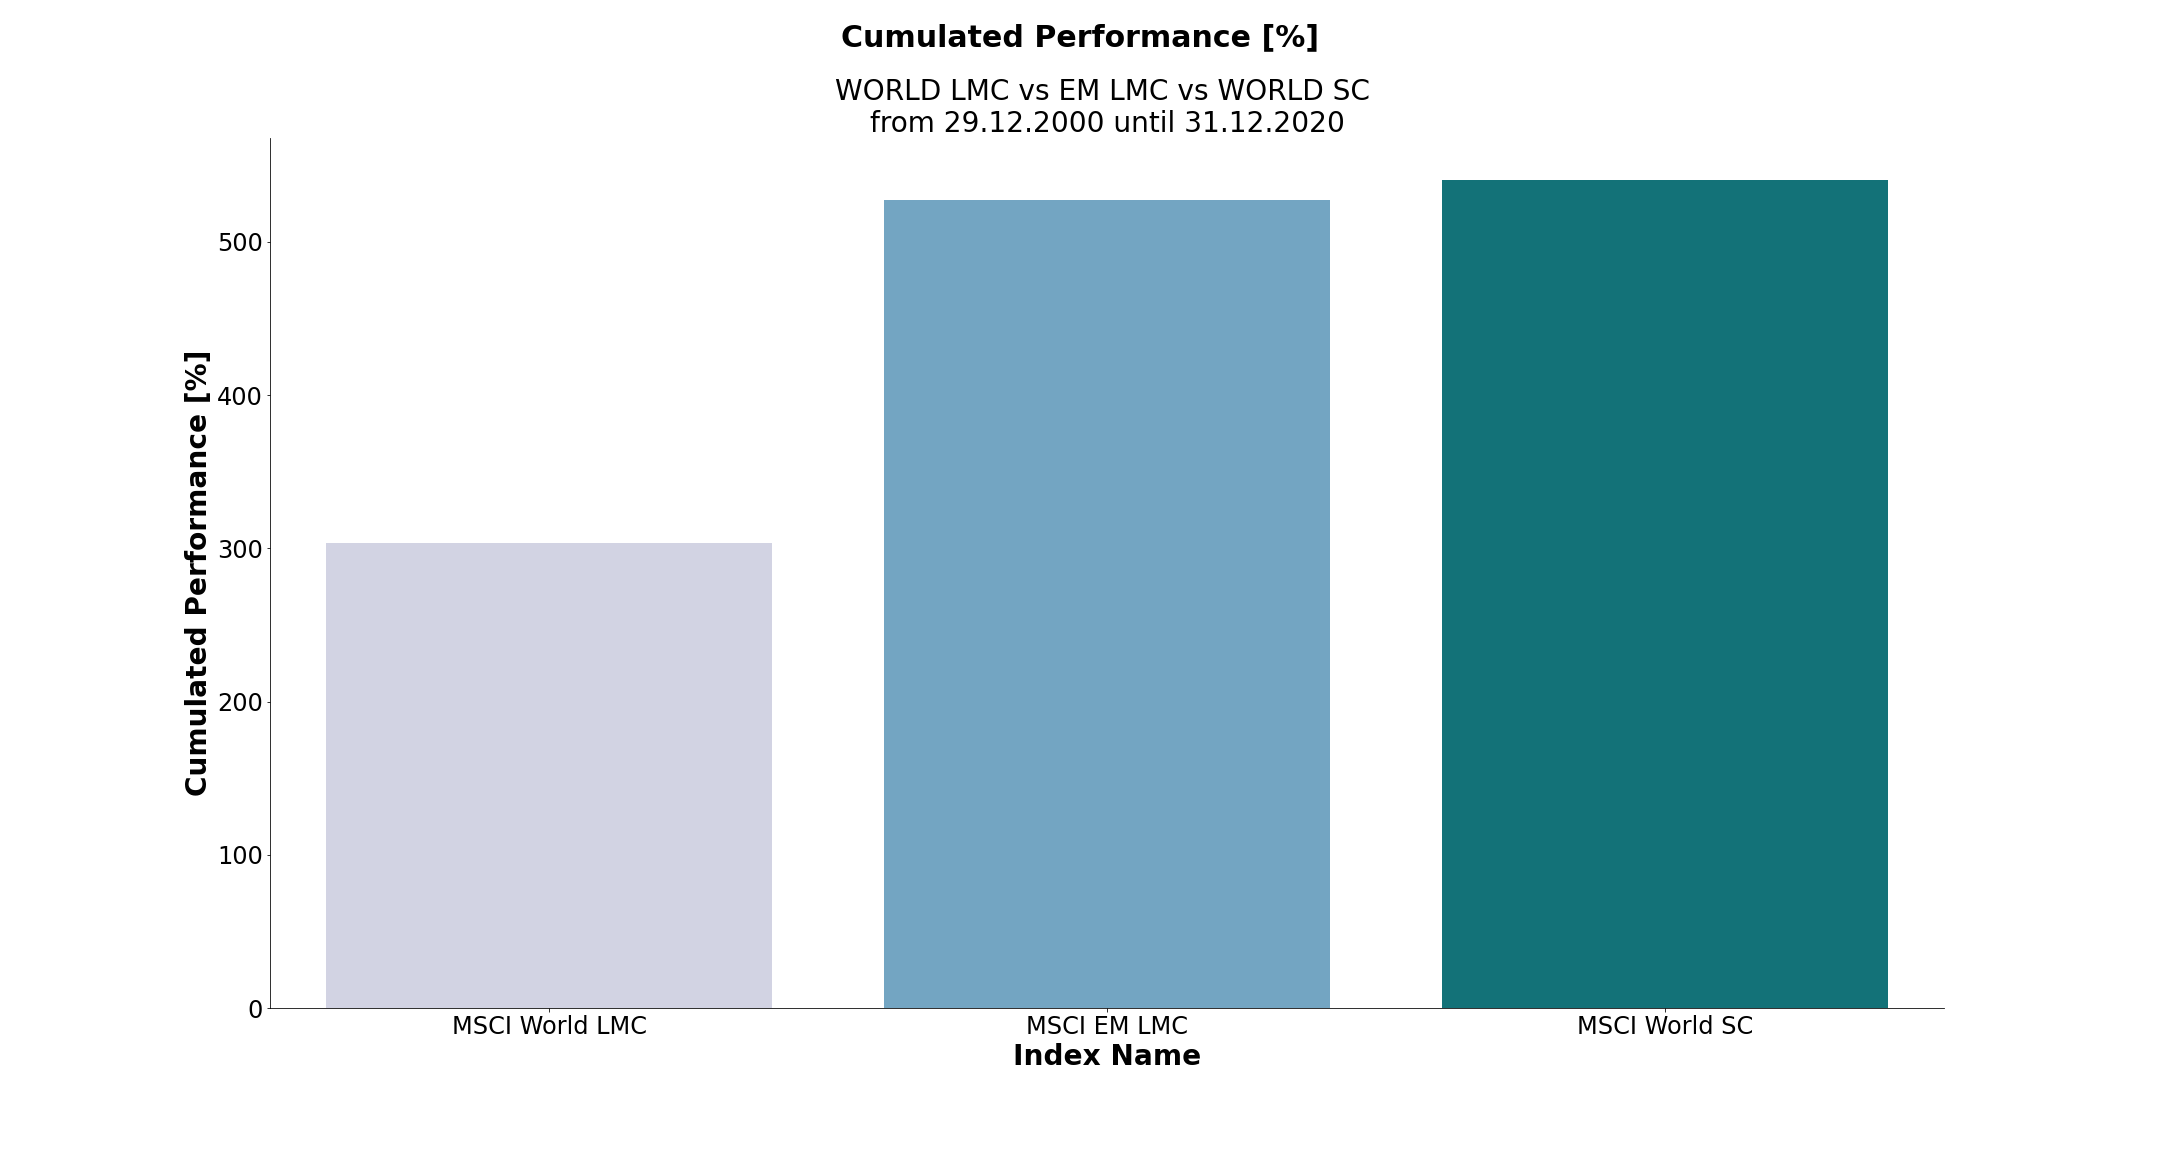 Cumulated Performance [%]
WORLD LMC vs EM LMC vs WORLD SC
from 29.12.2000 until 31.12.2020
Cumulated Performance [%]
500
400
300
200
100
0
MSCI World LMC
MSCI EM LMC
MSCI World SC
Index Name